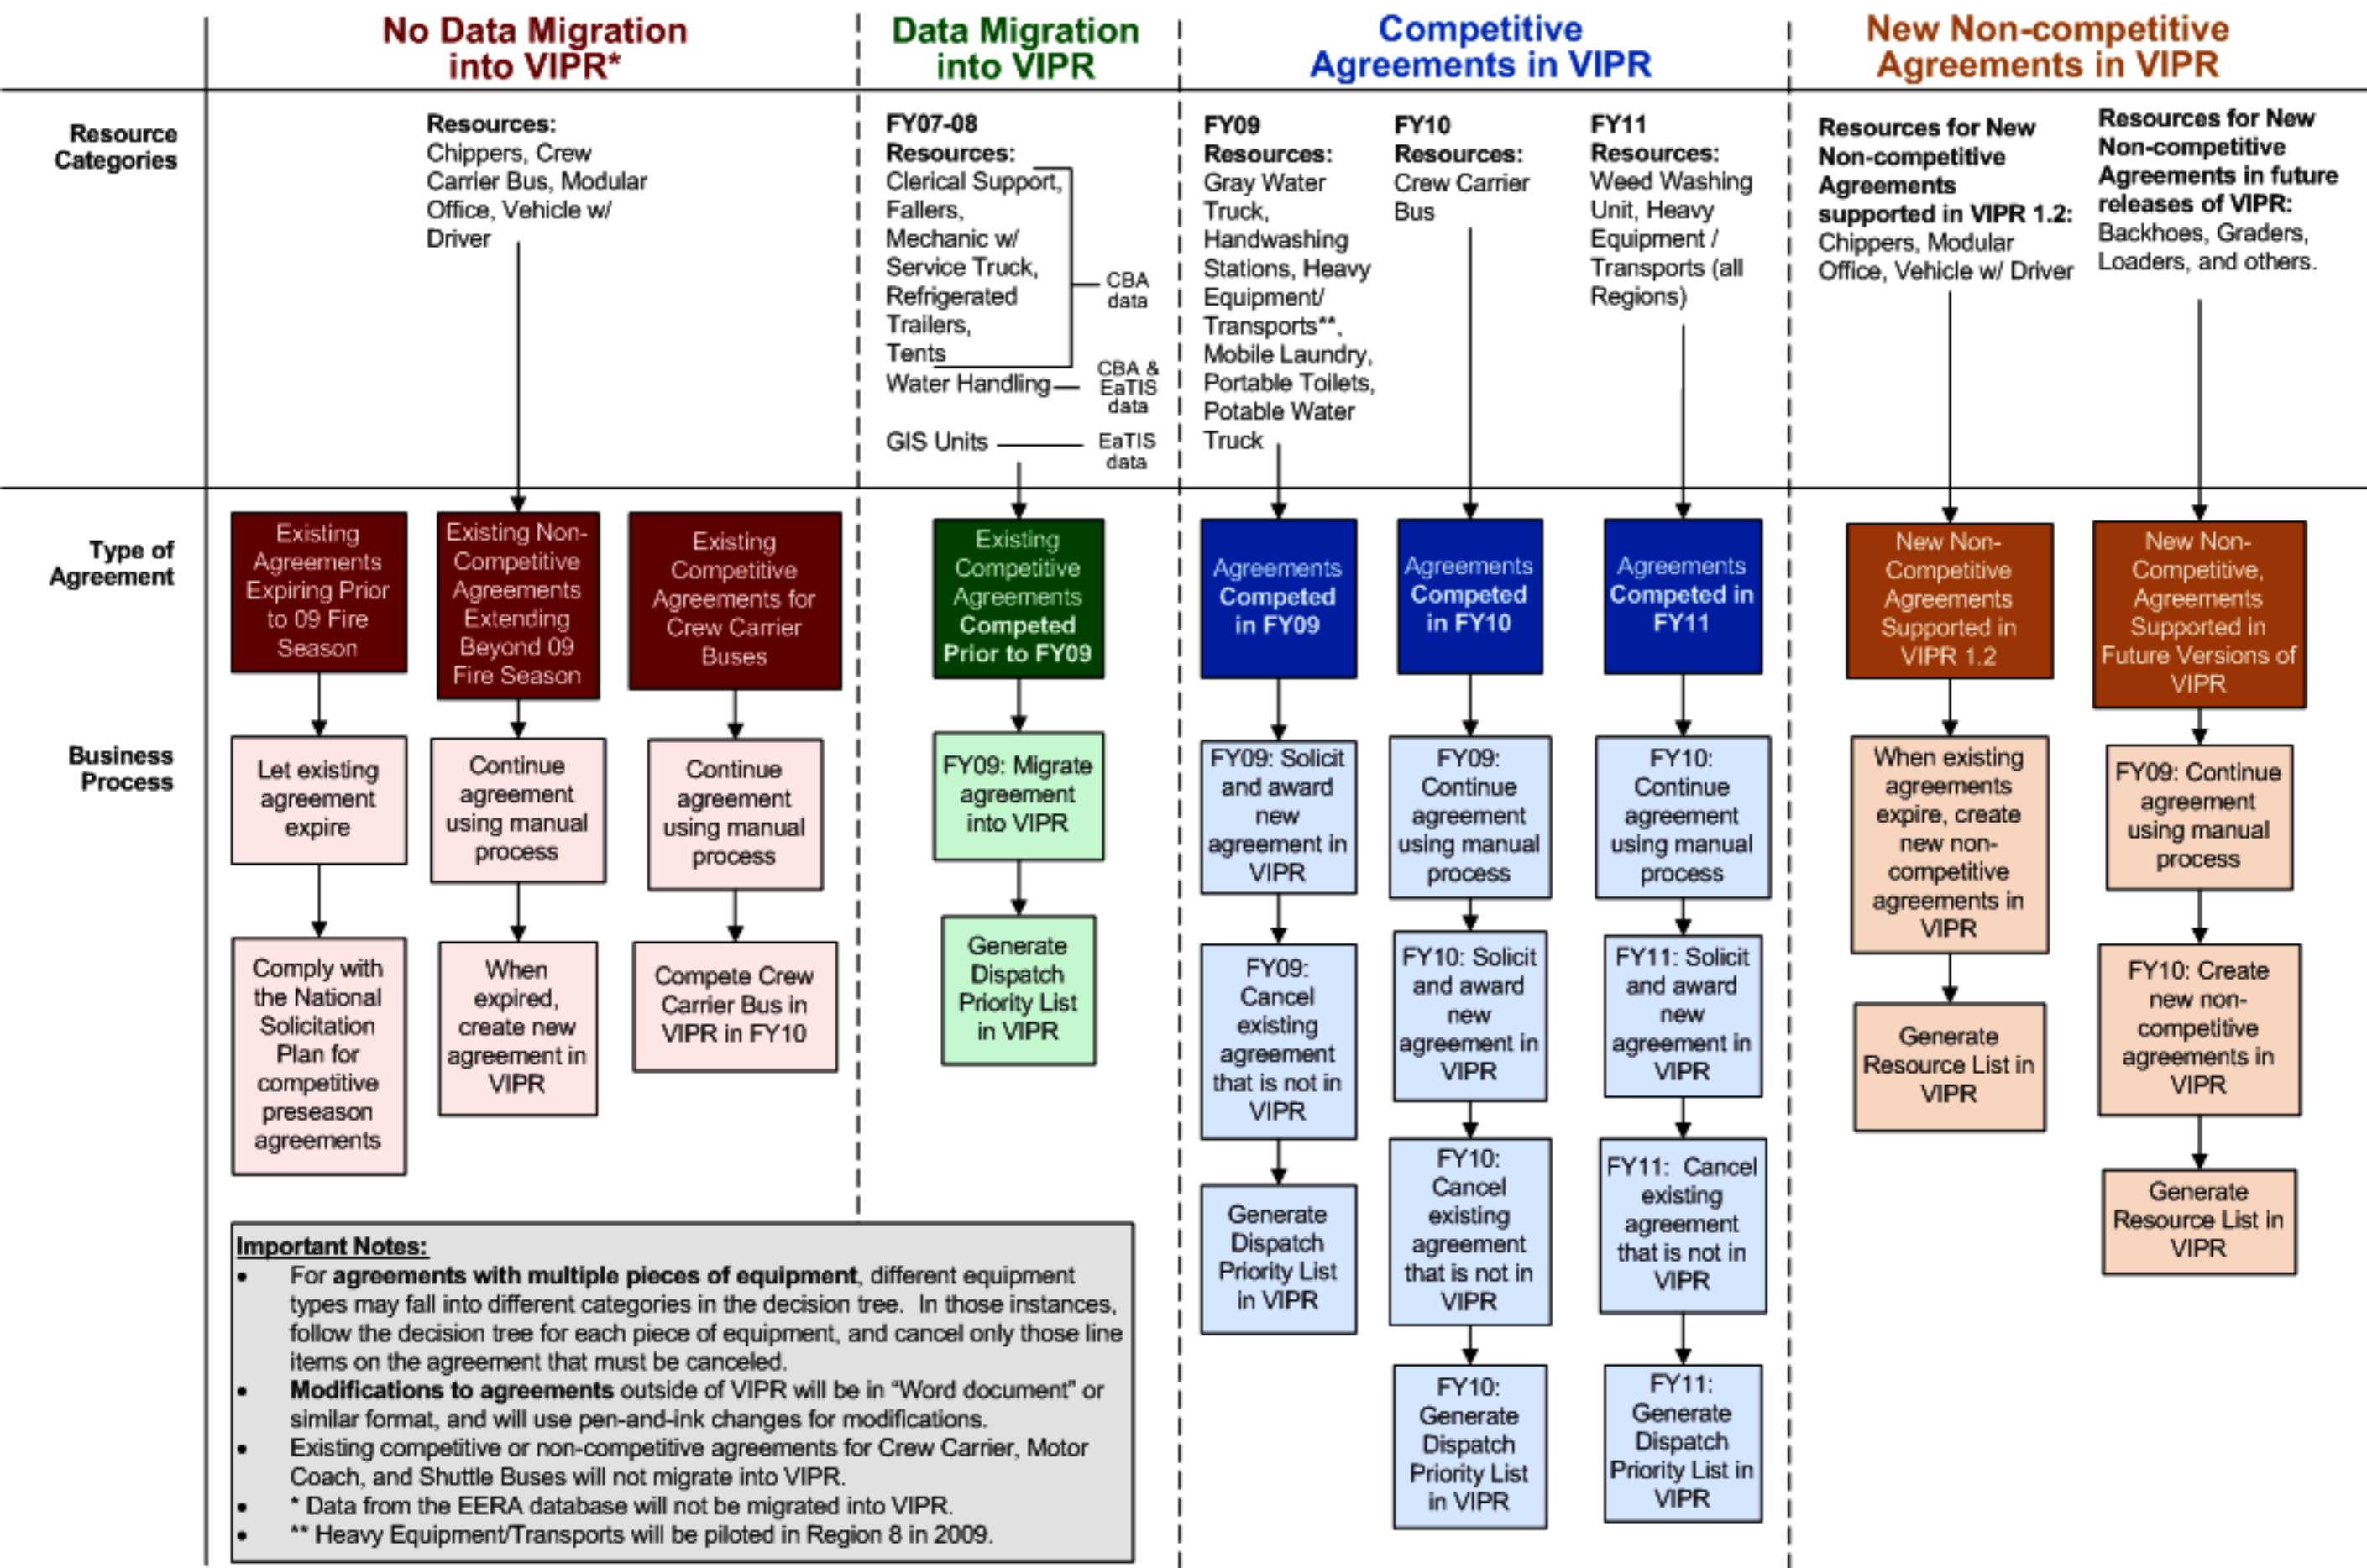 No Data Migration
into VIPR*
Data Migration
into VIPR
Competitive
Agreements in VIPR
New Non-competitive
Agreements in VIPR
Resource
Categories
Resources:
Chippers, Crew
Carrier Bus, Modular
Office, Vehicle w/
Driver
FY07-08
Resources:
Clerical Support,
Fallers,
Mechanic w/
Service Truck,
Refrigerated
Trailers,
Tents
Water Handling
GIS Units
CBA
data
CBA &
EaTIS
data
EaTIS
data
FY09
Resources:
Gray Water
Truck,
Handwashing
Stations, Heavy
Equipment/
Transports**,
Mobile Laundry,
Portable Toilets,
Potable Water
Truck
FY10
Resources:
Crew Carrier
Bus
FY11
Resources:
Weed Washing
Unit, Heavy
Equipment /
Transports (all
Regions)
Resources for New
Non-competitive
Agreements
supported in VIPR 1.2:
Chippers, Modular
Office, Vehicle w/ Driver
Resources for New
Non-competitive
Agreements in future
releases of VIPR:
Backhoes, Graders,
Loaders, and others.
Type of
Agreement
Existing
Agreements
Expiring Prior
to 09 Fire
Season
Existing Non-
Competitive
Agreements
Extending
Beyond 09
Fire Season
Existing
Competitive
Agreements for
Crew Carrier
Buses
Existing
Competitive
Agreements
Competed
Prior to FY09
Agreements
Competed
in FY09
Agreements
Competed
in FY10
Agreements
Competed in
FY11
New Non-
Competitive
Agreements
Supported in
VIPR 1.2
New Non-
Competitive,
Agreements
Supported in
Future Versions of
VIPR
Business
Process
Let existing
agreement
expire
Continue
agreement
using manual
process
Continue
agreement
using manual
process
FY09: Migrate
agreement
into VIPR
FY09: Solicit
and award
new
agreement in
VIPR
FY09:
Continue
agreement
using manual
process
FY10:
Continue
agreement
using manual
process
When existing
agreements
expire, create
new non-
competitive
agreements in
VIPR
FY09: Continue
agreement
using manual
process
Comply with
the National
Solicitation
Plan for
competitive
preseason
agreements
When
expired,
create new
agreement in
VIPR
Compete Crew
Carrier Bus in
VIPR in FY10
Generate
Dispatch
Priority List
in VIPR
FY09:
Cancel
existing
agreement
that is not in
VIPR
FY10: Solicit
and award
new
agreement in
VIPR
FY11: Solicit
and award
new
agreement in
VIPR
Generate
Resource List in
VIPR
FY10: Create
new non-
competitive
agreements in
VIPR
Generate
Dispatch
Priority List
in VIPR
FY10:
Cancel
existing
agreement
that is not in
VIPR
FY11: Cancel
existing
agreement
that is not in
VIPR
Generate
Resource List in
VIPR
FY10:
Generate
Dispatch
Priority List
in VIPR
FY11:
Generate
Dispatch
Priority List in
VIPR
Important Notes:
• For agreements with multiple pieces of equipment, different equipment
types may fall into different categories in the decision tree. In those instances,
follow the decision tree for each piece of equipment, and cancel only those line
items on the agreement that must be canceled.
• Modifications to agreements outside of VIPR will be in “Word document” or
similar format, and will use pen-and-ink changes for modifications.
• Existing competitive or non-competitive agreements for Crew Carrier, Motor
Coach, and Shuttle Buses will not migrate into VIPR.
• * Data from the EERA database will not be migrated into VIPR.
• ** Heavy Equipment/Transports will be piloted in Region 8 in 2009.